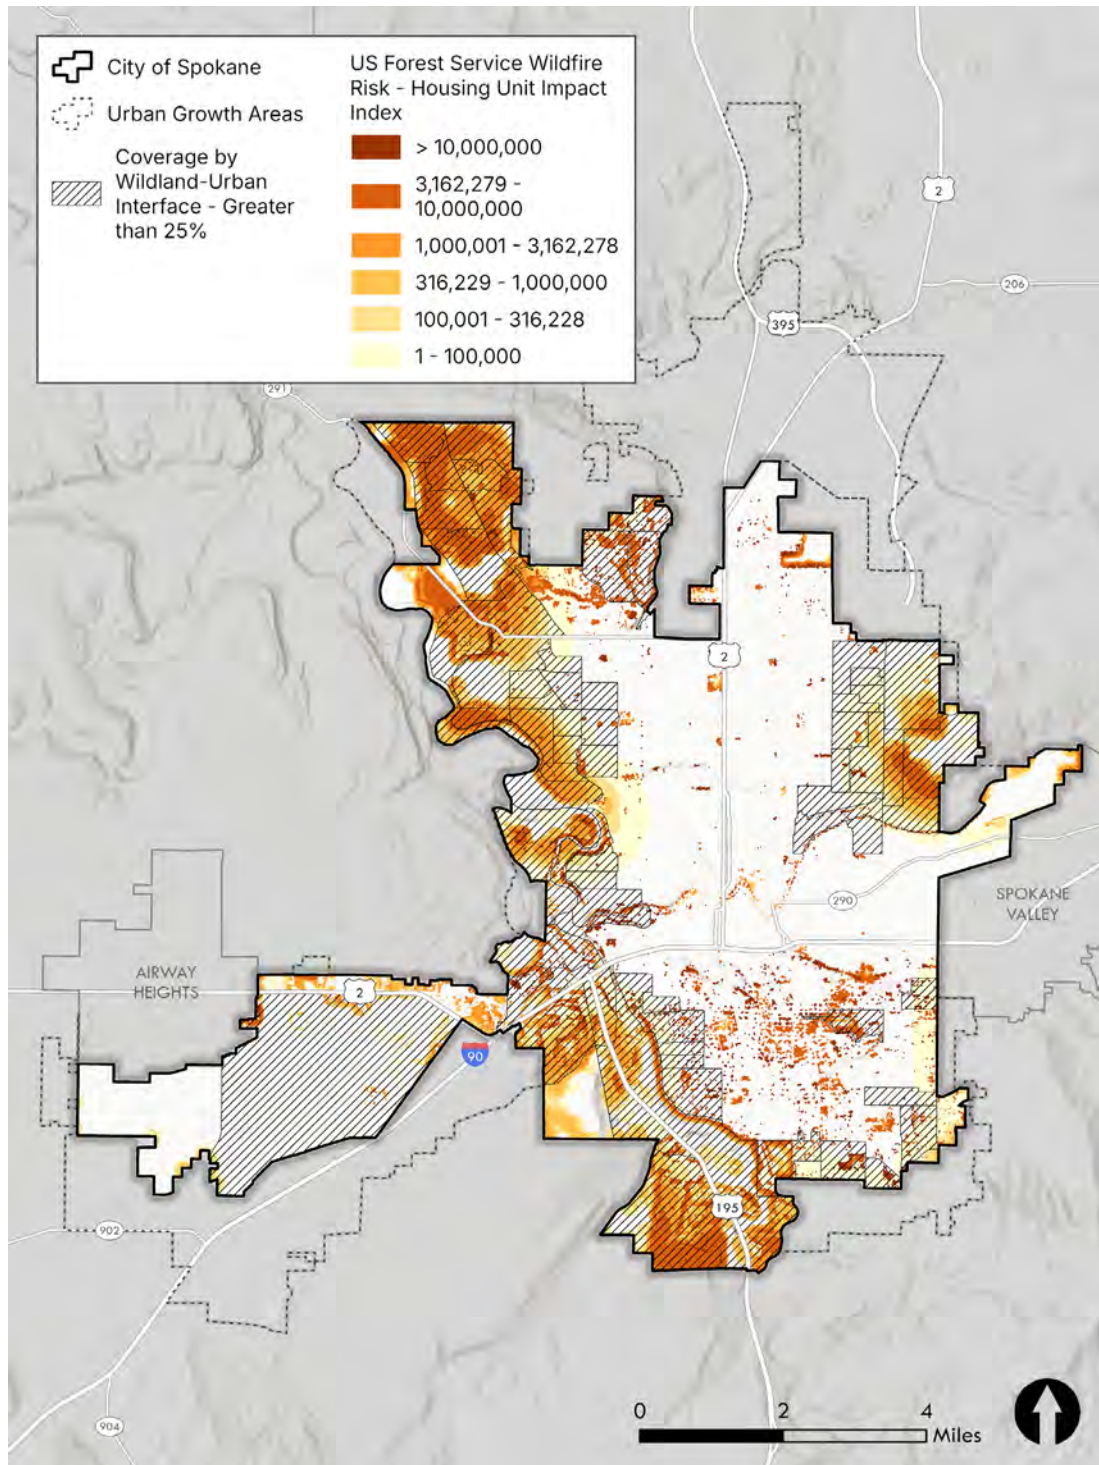 City of Spokane
Urban Growth Areas
Coverage by
Wildland-Urban
Interface - Greater
than 25%
US Forest Service Wildfire
Risk - Housing Unit Impact
Index
> 10,000,000
3,162,279 -
10,000,000
1,000,001 - 3,162,278
316,229 - 1,000,000
100,001 - 316,228
1 - 100,000
2
206
395
291
2
290
SPOKANE
VALLEY
AIRWAY
HEIGHTS
2
90
195
902
904
0 2 4
Miles